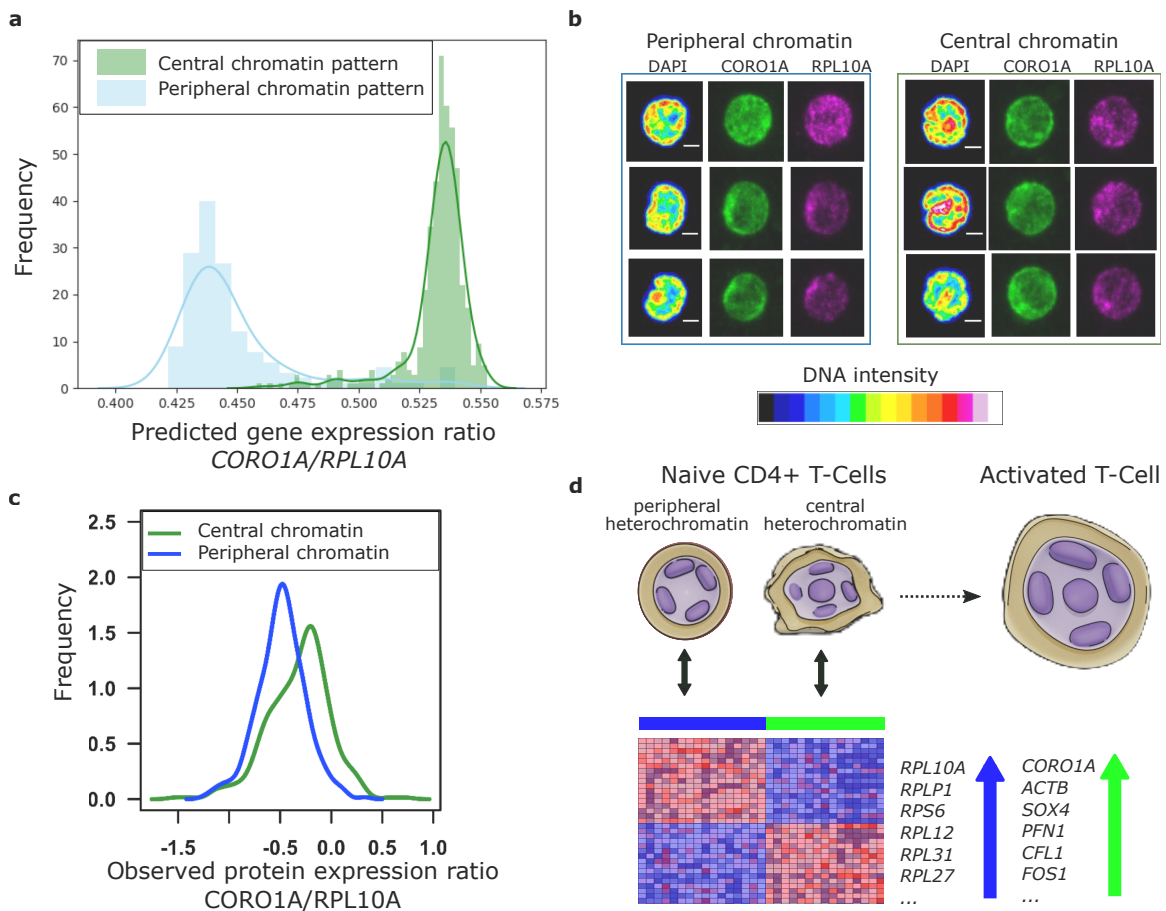 a
Central chromatin pattern
Peripheral chromatin pattern
70
60
50
40
30
20
10
0
Frequency
0.400 0.425 0.450 0.475 0.500 0.525 0.550 0.575
Predicted gene expression ratio
CORO1A/RPL10A
b
Peripheral chromatin
DAPI CORO1A RPL10A
Central chromatin
DAPI CORO1A RPL10A
DNA intensity
c
Central chromatin
Peripheral chromatin
2.5
2.0
1.5
1.0
0.5
0.0
Frequency
-1.5 -0.5 0.0 0.5 1.0
Observed protein expression ratio
CORO1A/RPL10A
d
Naive CD4+ T-Cells
peripheral
heterochromatin
central
heterochromatin
Activated T-Cell
RPL10A
RPLP1
RPS6
RPL12
RPL31
RPL27
...
CORO1A
ACTB
SOX4
PFN1
CFL1
FOS1
...